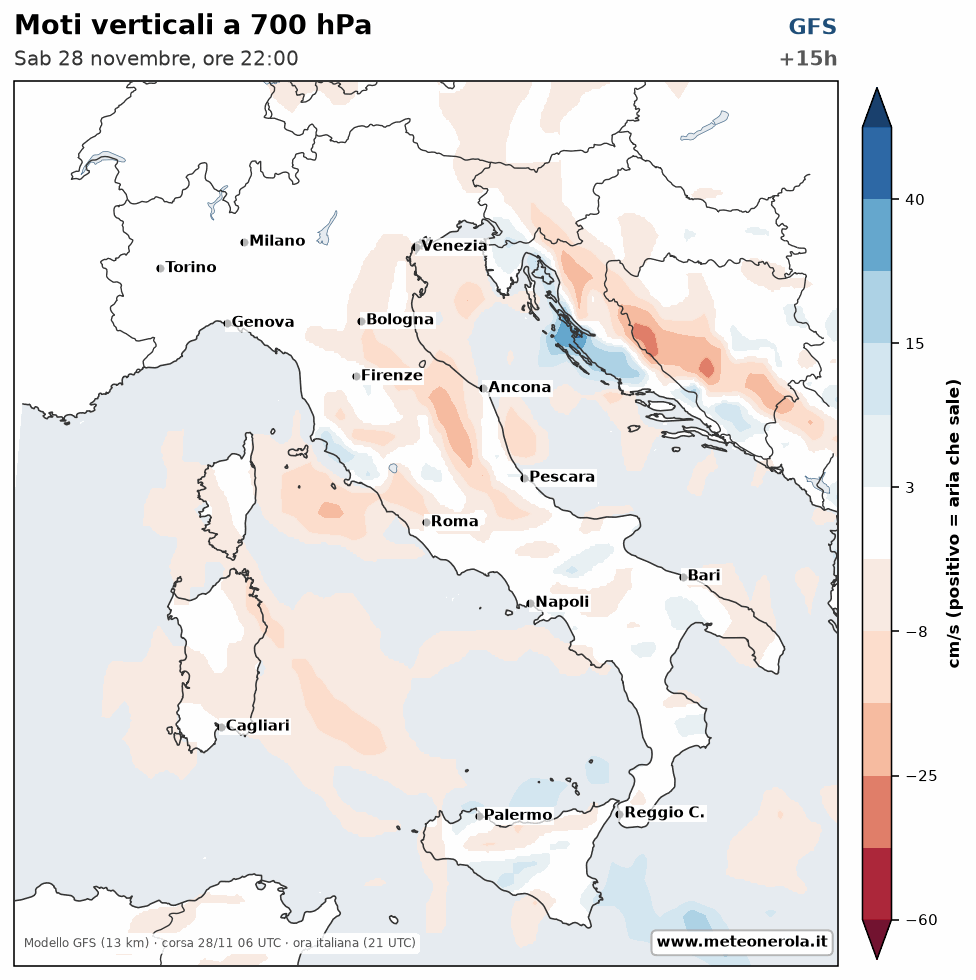 Moti verticali a 700 hPa
GFS
Sab 28 novembre, ore 22:00
+15h
Milano
Venezia
Torino
Genova
Bologna
Firenze
Ancona
Pescara
Roma
Bari
Napoli
Cagliari
Palermo
Reggio C.
40
15
3
−8
−25
−60
cm/s (positivo = aria che sale)
Modello GFS (13 km) · corsa 28/11 06 UTC · ora italiana (21 UTC)
www.meteonerola.it